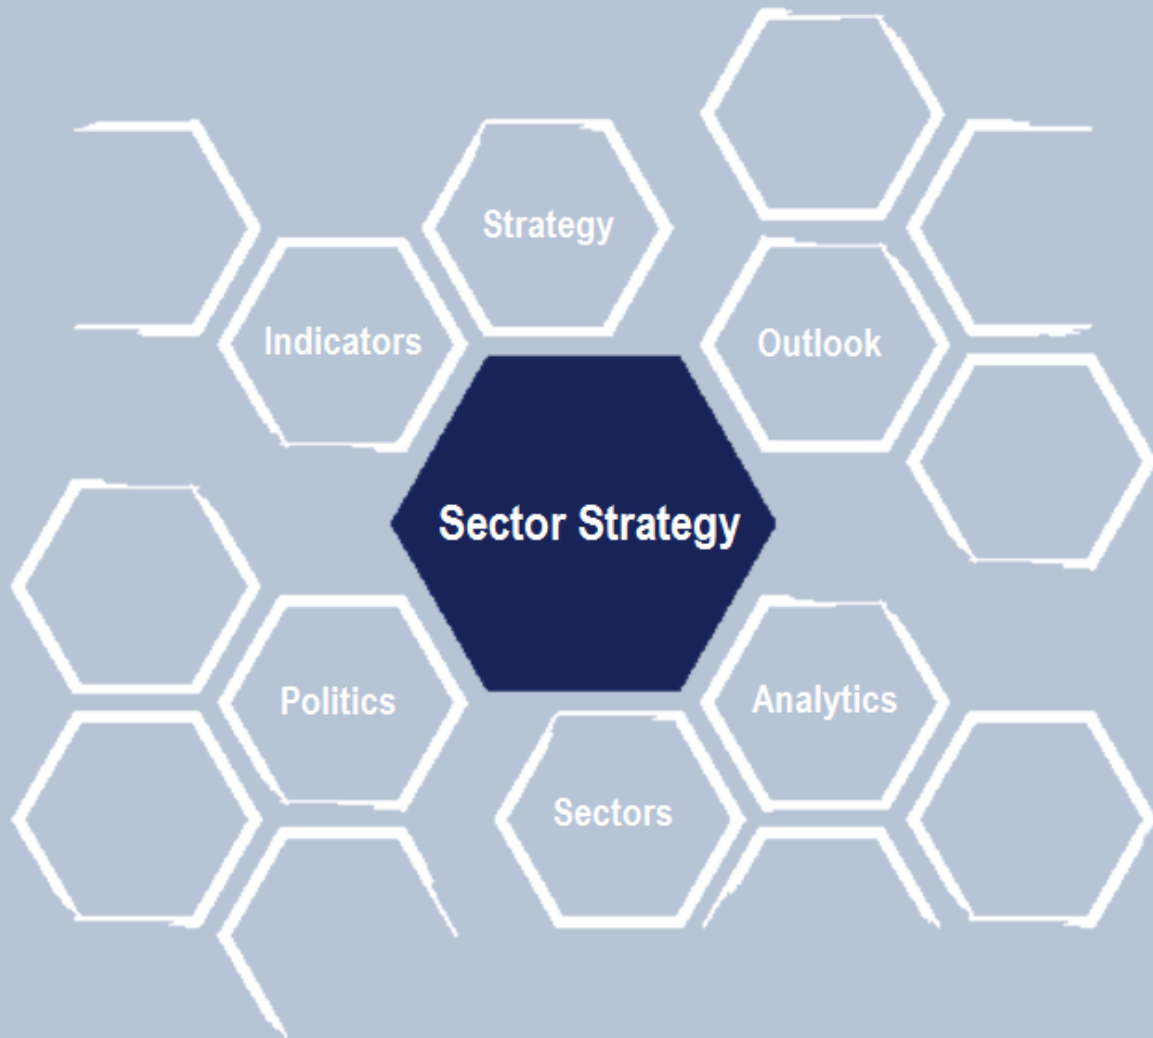 Strategy
Indicators
Outlook
Sector Strategy
Politics
Analytics
Sectors